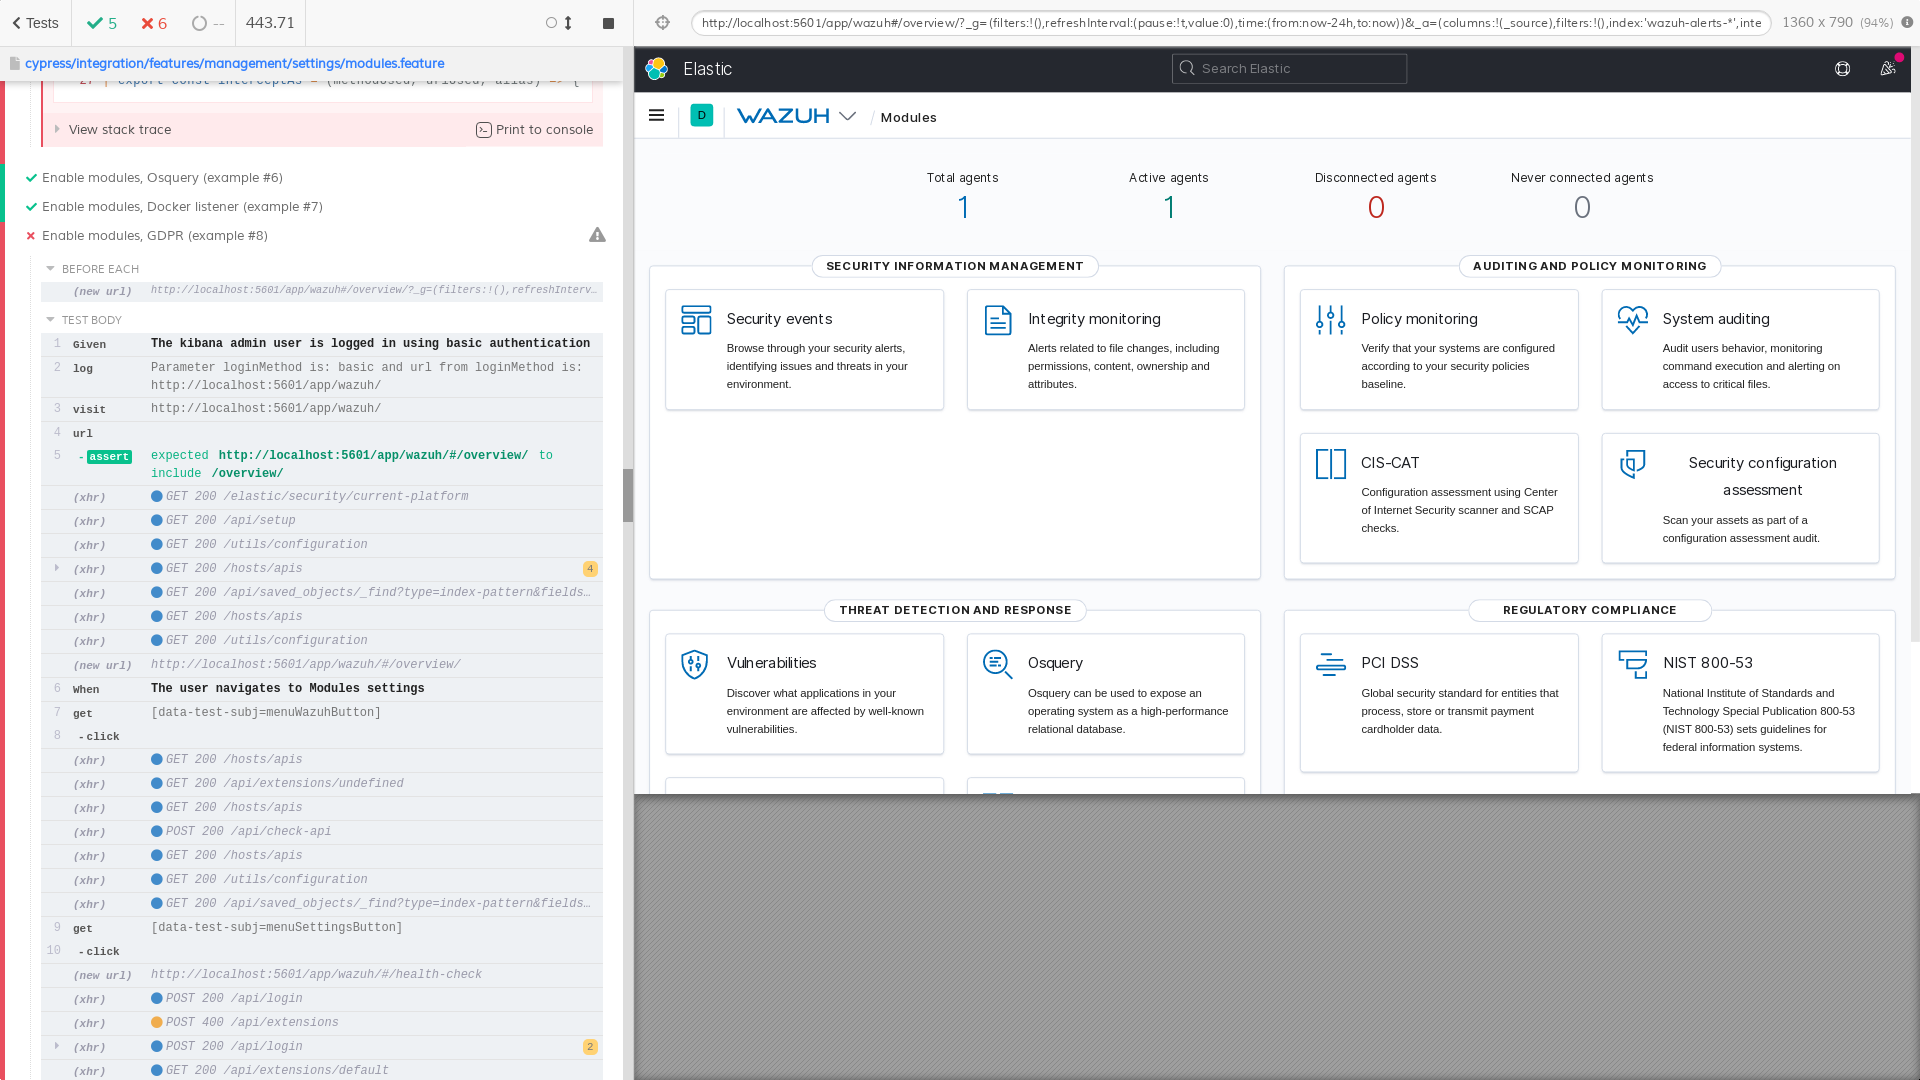 Tests
5
6
--
443.71
http://localhost:5601/app/wazuh#/overview/?_g=(filters:!(),refreshInterval:(pause:!t,value:0),time:(from:now-24h,to:now))&_a=(columns:!(_source),filters:!(),index:'wazuh-alerts-*',inte
1360 x 790 (94%)
cypress/integration/features/management/settings/modules.feature
View stack trace
Print to console
Enable modules, Osquery (example #6)
Enable modules, Docker listener (example #7)
Enable modules, GDPR (example #8)
BEFORE EACH
(new url) http://localhost:5601/app/wazuh#/overview/?_g=(filters:!(),refreshInterv…
TEST BODY
1 Given The kibana admin user is logged in using basic authentication
2 log Parameter loginMethod is: basic and url from loginMethod is:
http://localhost:5601/app/wazuh/
3 visit http://localhost:5601/app/wazuh/
4 url
5 -assert expected http://localhost:5601/app/wazuh/#/overview/ to
include /overview/
(xhr) GET 200 /elastic/security/current-platform
(xhr) GET 200 /api/setup
(xhr) GET 200 /utils/configuration
(xhr) GET 200 /hosts/apis 4
(xhr) GET 200 /api/saved_objects/_find?type=index-pattern&fields…
(xhr) GET 200 /hosts/apis
(xhr) GET 200 /utils/configuration
(new url) http://localhost:5601/app/wazuh/#/overview/
6 When The user navigates to Modules settings
7 get [data-test-subj=menuWazuhButton]
8 -click
(xhr) GET 200 /hosts/apis
(xhr) GET 200 /api/extensions/undefined
(xhr) GET 200 /hosts/apis
(xhr) POST 200 /api/check-api
(xhr) GET 200 /hosts/apis
(xhr) GET 200 /utils/configuration
(xhr) GET 200 /api/saved_objects/_find?type=index-pattern&fields…
9 get [data-test-subj=menuSettingsButton]
10 -click
(new url) http://localhost:5601/app/wazuh/#/health-check
(xhr) POST 200 /api/login
(xhr) POST 400 /api/extensions
(xhr) POST 200 /api/login 2
(xhr) GET 200 /api/extensions/default
Elastic
Search Elastic
D
WAZUH
/ Modules
Total agents
1
Active agents
1
Disconnected agents
0
Never connected agents
0
SECURITY INFORMATION MANAGEMENT
Security events
Browse through your security alerts,
identifying issues and threats in your
environment.
Integrity monitoring
Alerts related to file changes, including
permissions, content, ownership and
attributes.
AUDITING AND POLICY MONITORING
Policy monitoring
Verify that your systems are configured
according to your security policies
baseline.
System auditing
Audit users behavior, monitoring
command execution and alerting on
access to critical files.
CIS-CAT
Configuration assessment using Center
of Internet Security scanner and SCAP
checks.
Security configuration
assessment
Scan your assets as part of a
configuration assessment audit.
THREAT DETECTION AND RESPONSE
Vulnerabilities
Discover what applications in your
environment are affected by well-known
vulnerabilities.
Osquery
Osquery can be used to expose an
operating system as a high-performance
relational database.
REGULATORY COMPLIANCE
PCI DSS
Global security standard for entities that
process, store or transmit payment
cardholder data.
NIST 800-53
National Institute of Standards and
Technology Special Publication 800-53
(NIST 800-53) sets guidelines for
federal information systems.